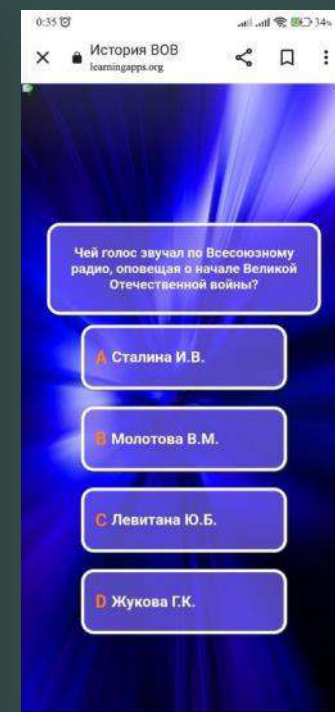 0:35
34%
История ВОВ
learningapps.org
Чей голос звучал по Всесоюзному
радио, оповещая о начале Великой
Отечественной войны?
A Сталина И.В.
B Молотова В.М.
C Левитана Ю.Б.
D Жукова Г.К.